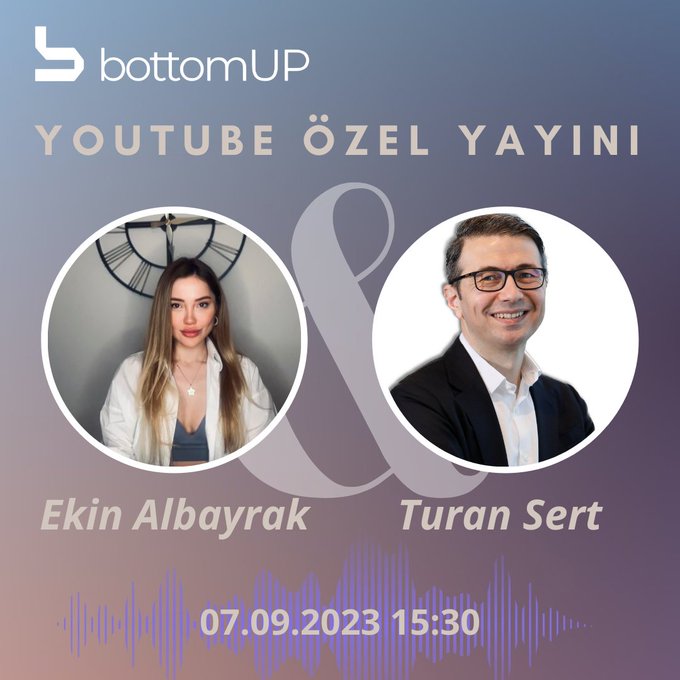 bottomUP
YOUTUBE ÖZEL YAYINI
&
Ekin Albayrak
Turan Sert
07.09.2023 15:30